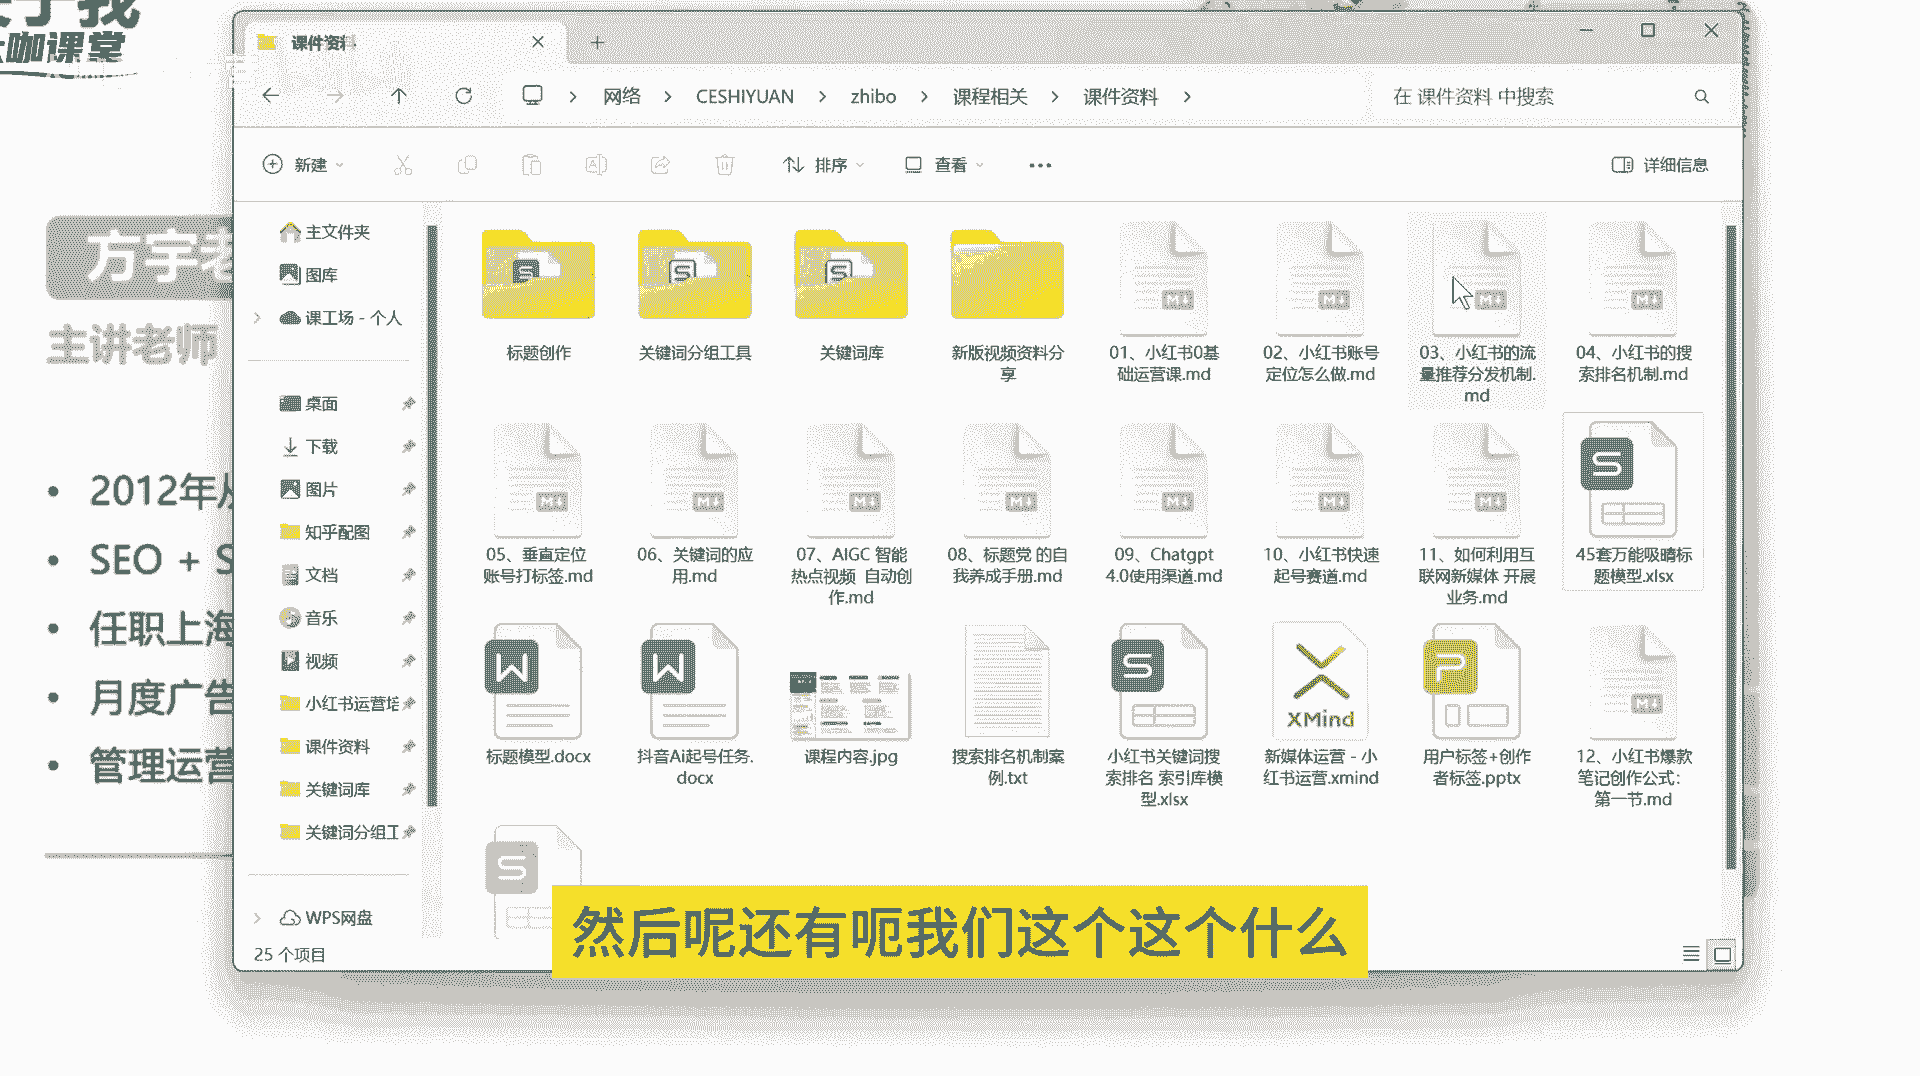 关于我
大咖课堂
课件资料
网络 > CESHIYUAN > zhibo > 课程相关 > 课件资料 >
在 课件资料 中搜索
新建
排序
查看
详细信息
主文件夹
图库
课工场 - 个人
桌面
下载
图片
知乎配图
文档
音乐
视频
小红书运营培
课件资料
关键词库
关键词分组工
WPS网盘
25 个项目
标题创作
关键词分组工具
关键词库
新版视频资料分
享
01、小红书0基
础运营课.md
02、小红书账号
定位怎么做.md
03、小红书的流
量推荐分发机制.
md
04、小红书的搜
索排名机制.md
05、垂直定位
账号打标签.md
06、关键词的应
用.md
07、AIGC 智能
热点视频 自动创
作.md
08、标题党 的自
我养成手册.md
09、Chatgpt
4.0使用渠道.md
10、小红书快速
起号赛道.md
11、如何利用互
联网新媒体 开展
业务.md
45套万能吸睛标
题模型.xlsx
标题模型.docx
抖音Ai起号任务.
docx
课程内容.jpg
搜索排名机制案
例.txt
小红书关键词搜
索排名 索引库模
型.xlsx
XMind
新媒体运营 - 小
红书运营.xmind
用户标签+创作
者标签.pptx
12、小红书爆款
笔记创作公式：
第一节.md
方宇老
主讲老师
2012年从
SEO + S
任职上海
月度广告
管理运营
然后呢还有呃我们这个这个什么